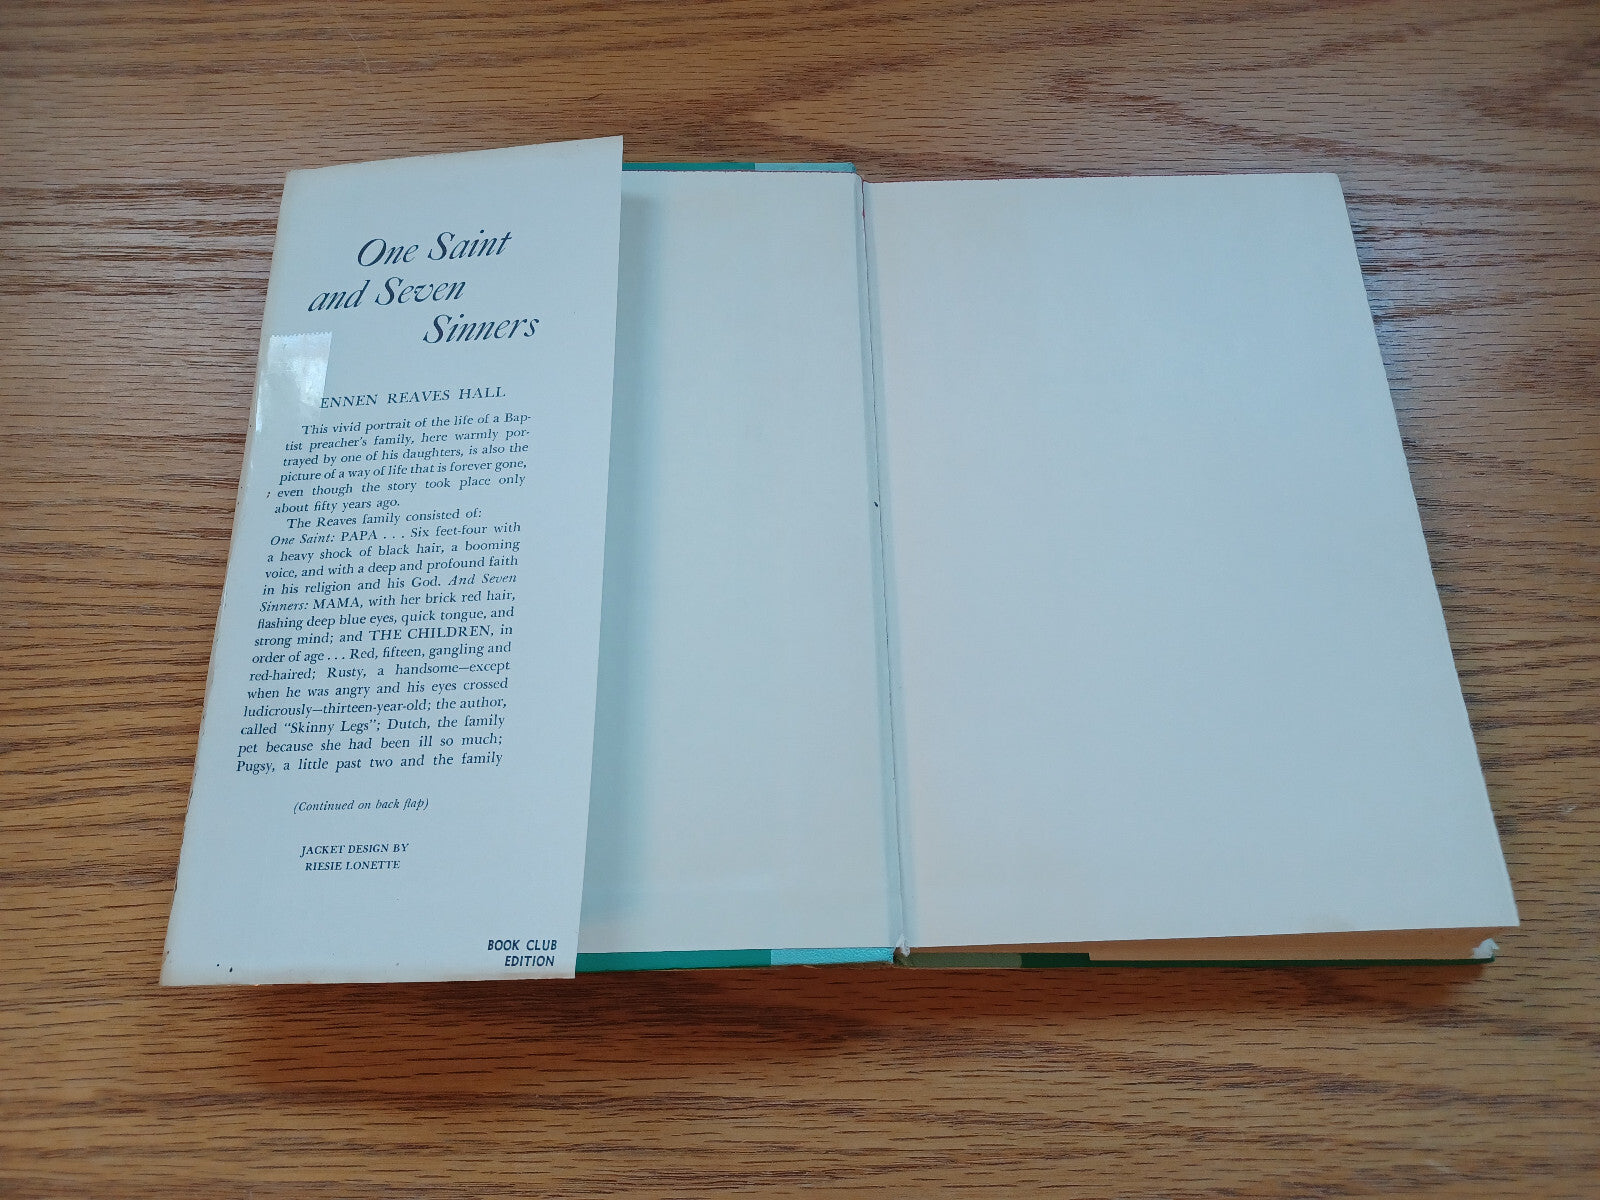 One Saint
and Seven
Sinners
ENNEN REAVES HALL
This vivid portrait of the life of a Bap-
tist preacher's family, here warmly por-
trayed by one of his daughters, is also the
picture of a way of life that is forever gone,
even though the story took place only
about fifty years ago.
The Reaves family consisted of:
One Saint: PAPA . . . Six feet-four with
a heavy shock of black hair, a booming
voice, and with a deep and profound faith
in his religion and his God. And Seven
Sinners: MAMA, with her brick red hair,
flashing deep blue eyes, quick tongue, and
strong mind; and THE CHILDREN, in
order of age . . . Red, fifteen, gangling and
red-haired; Rusty, a handsome—except
when he was angry and his eyes crossed
ludicrously—thirteen-year-old; the author,
called "Skinny Legs"; Dutch, the family
pet because she had been ill so much;
Pugsy, a little past two and the family
(Continued on back flap)
JACKET DESIGN BY
RIESIE LONETTE
BOOK CLUB
EDITION